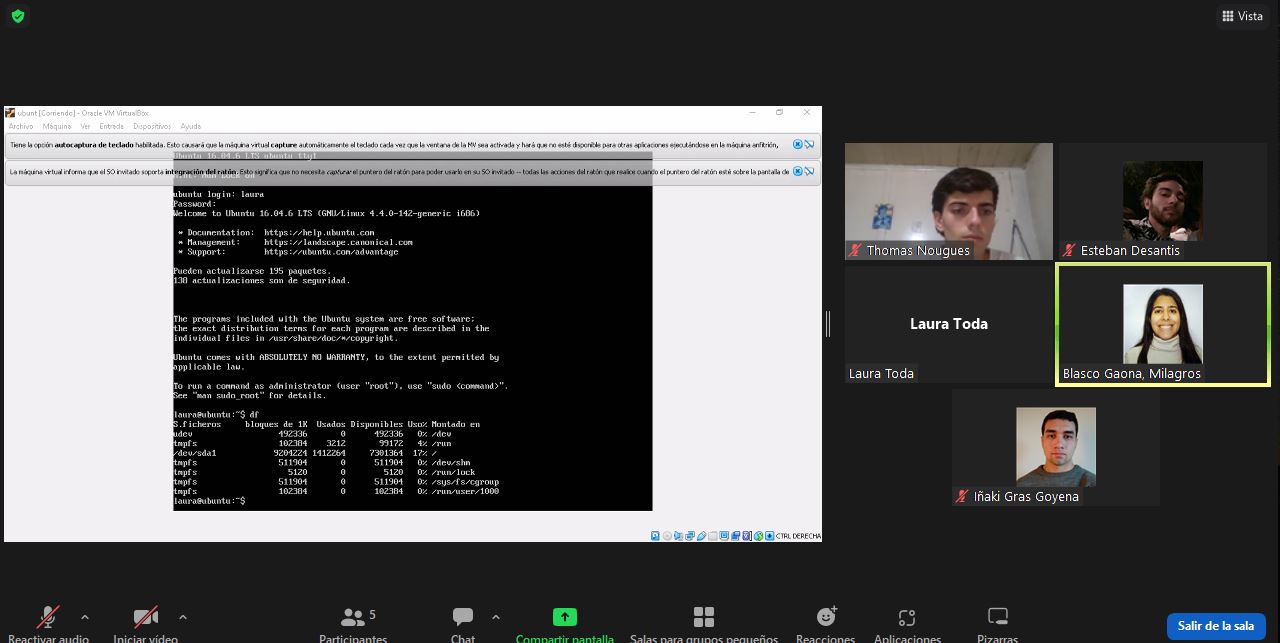 Vista
ubunt [Corriendo] - Oracle VM VirtualBox
Archivo Máquina Ver Entrada Dispositivos Ayuda
Tiene la opción autocaptura de teclado habilitada. Esto causará que la máquina virtual capture automáticamente el teclado cada vez que la ventana de la MV sea activada y hará que no esté disponible para otras aplicaciones ejecutándose en la máquina anfitrión,
Ubuntu 16.04.6 LTS ubuntu tty1
La máquina virtual informa que el SO invitado soporta integración del ratón. Esto significa que no necesita capturar el puntero del ratón para poder usarlo en su SO invitado -- todas las acciones del ratón que realice cuando el puntero del ratón esté sobre la pantalla de
ubuntu login: laura
Password:
Welcome to Ubuntu 16.04.6 LTS (GNU/Linux 4.4.0-142-generic i686)
* Documentation: https://help.ubuntu.com
* Management: https://landscape.canonical.com
* Support: https://ubuntu.com/advantage
Pueden actualizarse 195 paquetes.
138 actualizaciones son de seguridad.
The programs included with the Ubuntu system are free software;
the exact distribution terms for each program are described in the
individual files in /usr/share/doc/*/copyright.
Ubuntu comes with ABSOLUTELY NO WARRANTY, to the extent permitted by
applicable law.
To run a command as administrator (user "root"), use "sudo <command>".
See "man sudo_root" for details.
laura@ubuntu:~$ df
S.ficheros bloques de 1K Usados Disponibles Uso% Montado en
udev 492336 0 492336 0% /dev
tmpfs 102384 3212 99172 4% /run
/dev/sda1 9204224 1412264 7301364 17% /
tmpfs 511904 0 511904 0% /dev/shm
tmpfs 5120 0 5120 0% /run/lock
tmpfs 511904 0 511904 0% /sys/fs/cgroup
tmpfs 102384 0 102384 0% /run/user/1000
laura@ubuntu:~$
CTRL DERECHA
Thomas Nougues
Esteban Desantis
Laura Toda
Laura Toda
Blasco Gaona, Milagros
Iñaki Gras Goyena
5
Reactivar audio
Iniciar vídeo
Participantes
Chat
Compartir pantalla
Salas para grupos pequeños
Reacciones
Aplicaciones
Pizarras
Salir de la sala